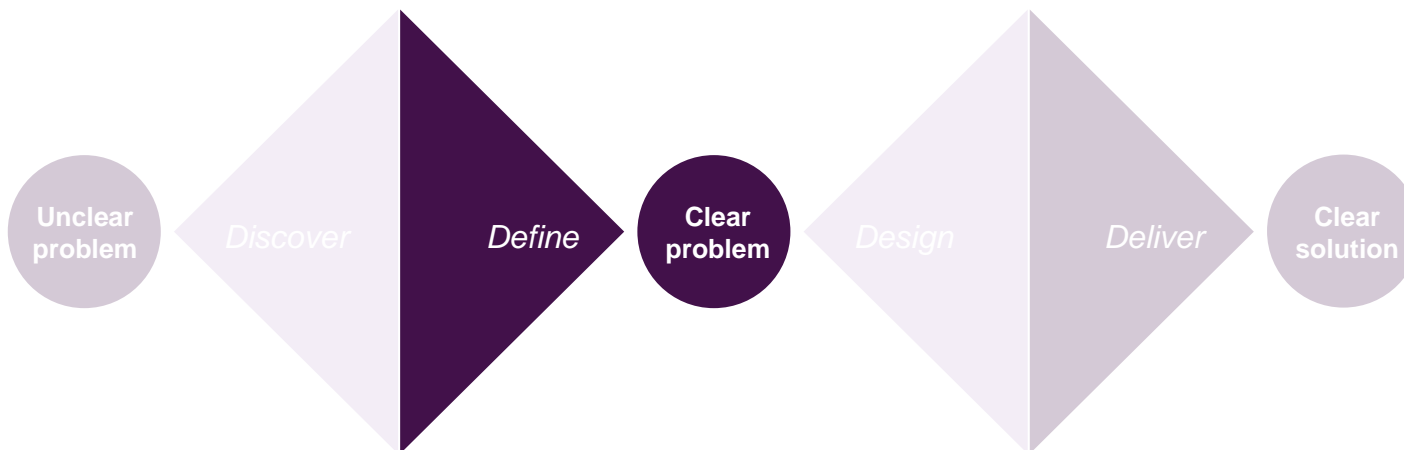 Unclear
problem
Discover
Define
Clear
problem
Design
Deliver
Clear
solution